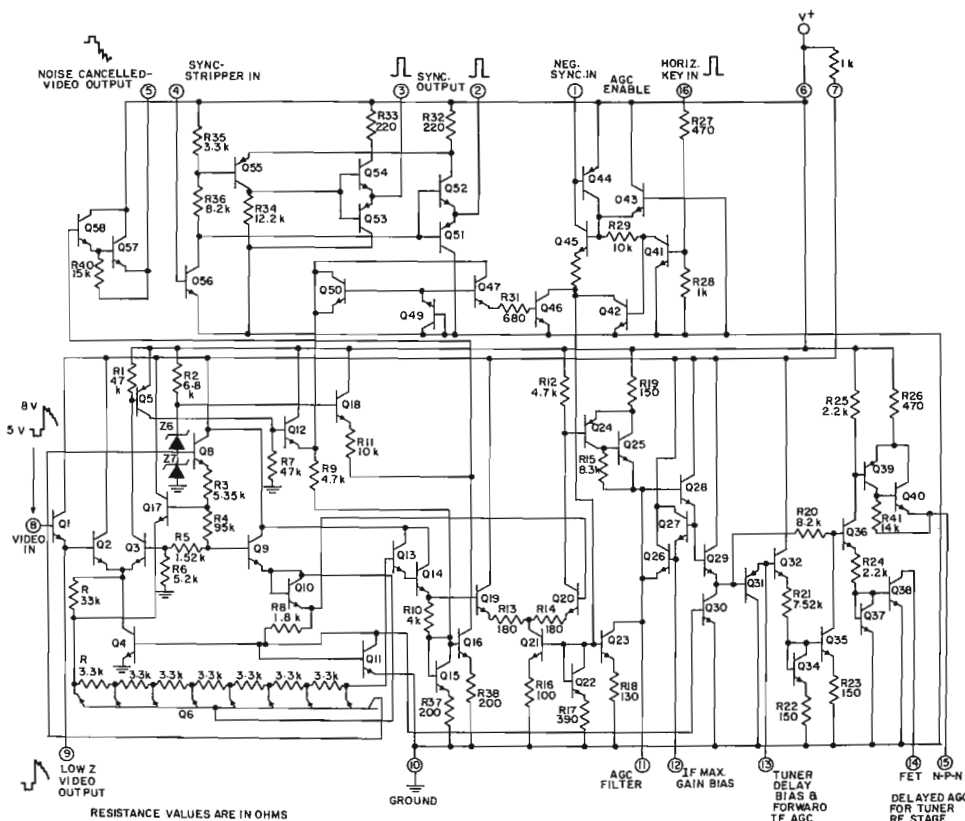 V+
NOISE CANCELLED-
VIDEO OUTPUT
5
SYNC-
STRIPPER IN
4
3
SYNC.
OUTPUT
2
NEG.
SYNC. IN
1
AGC
ENABLE
HORIZ.
KEY IN
16
6
7
1k
R35
3.3k
R33
220
R32
220
R27
470
Q55
Q54
Q52
Q44
Q43
R36
8.2k
R34
12.2k
Q53
Q51
R29
10k
Q45
Q41
Q58
Q57
R40
15k
Q56
R28
1k
Q50
Q47
R31
680
Q46
Q42
Q49
R1
47
k
Q5
R2
6.8
k
Q18
R12
4.7k
R19
150
R25
2.2k
R26
470
8V
5V
Z6
Z7
Q8
Q12
R11
10k
Q24
Q25
R15
8.3k
Q39
Q40
R3
5.35k
R7
47k
R9
4.7k
Q28
R41
14k
Q17
R4
95k
8
VIDEO
IN
Q1
Q2
Q3
R5
1.52k
R6
5.2k
Q9
Q10
Q13
Q14
Q27
Q26
Q29
R20
8.2k
Q36
R
33k
R8
1.8k
R10
4k
Q19
R13
180
R14
180
Q20
Q31
Q32
R24
2.2k
Q38
Q30
R21
7.52k
Q37
Q4
Q11
Q16
Q21
Q23
Q35
Q15
Q22
Q34
R
3.3k
3.3k
3.3k
3.3k
3.3k
3.3k
3.3k
Q6
R37
200
R38
200
R16
100
R17
390
R18
130
R22
150
R23
150
9
LOW Z
VIDEO
OUTPUT
10
GROUND
11
AGC
FILTER
12
IF MAX.
GAIN BIAS
13
TUNER
DELAY
BIAS &
FORWARD
IF AGC
14
FET
15
N-P-N
DELAYED AGC
FOR TUNER
RF STAGE
RESISTANCE VALUES ARE IN OHMS